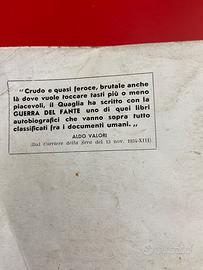 “ Crudo e quasi feroce, brutale anche
là dove vuole toccare tasti più o meno
piacevoli, il Quaglia ha scritto con la
GUERRA DEL FANTE uno di quei libri
autobiografici che vanno sopra tutto
classificati fra i documenti umani. „
ALDO VALORI
(Dal Corriere della Sera del 13 nov. 1934-XIII)
subito.it